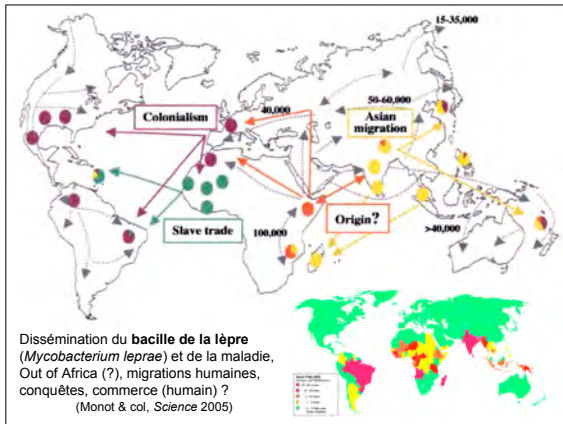 15-35,000
Colonialism
40,000
50-60,000
Asian
migration
Slave trade
100,000
Origin?
>40,000
Dissémination du bacille de la lèpre
(Mycobacterium leprae) et de la maladie,
Out of Africa (?), migrations humaines,
conquêtes, commerce (humain) ?
(Monot & col, Science 2005)